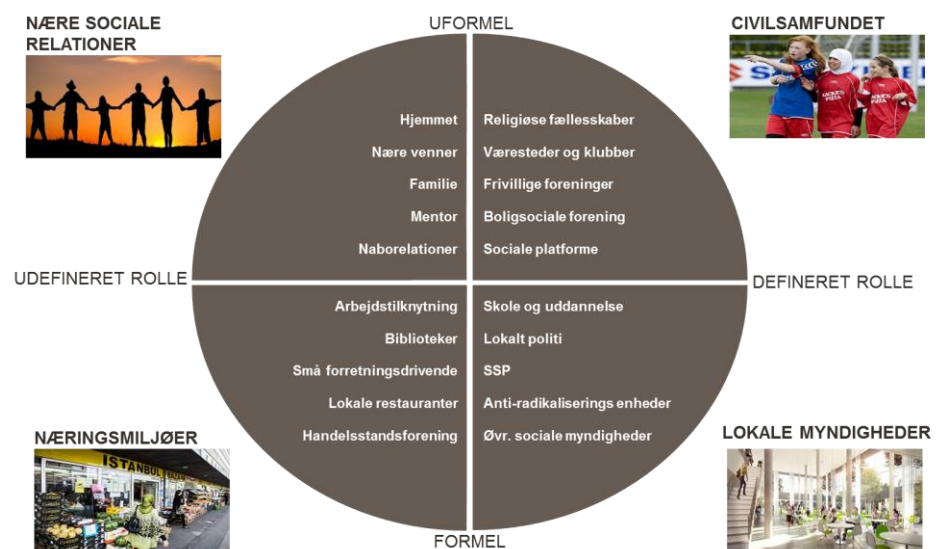 NÆRE SOCIALE
RELATIONER
UFORMEL
CIVILSAMFUNDET
Hjemmet
Nære venner
Familie
Mentor
Naborelationer
Religiøse fællesskaber
Væresteder og klubber
Frivillige foreninger
Boligsociale forening
Sociale platforme
UDEFINERET ROLLE
DEFINERET ROLLE
Arbejdstilknytning
Biblioteker
Små forretningsdrivende
Lokale restauranter
Handelsstandsforening
Skole og uddannelse
Lokalt politi
SSP
Anti-radikaliserings enheder
Øvr. sociale myndigheder
NÆRINGSMILJØER
ISTANBUL
LOKALE MYNDIGHEDER
FORMEL